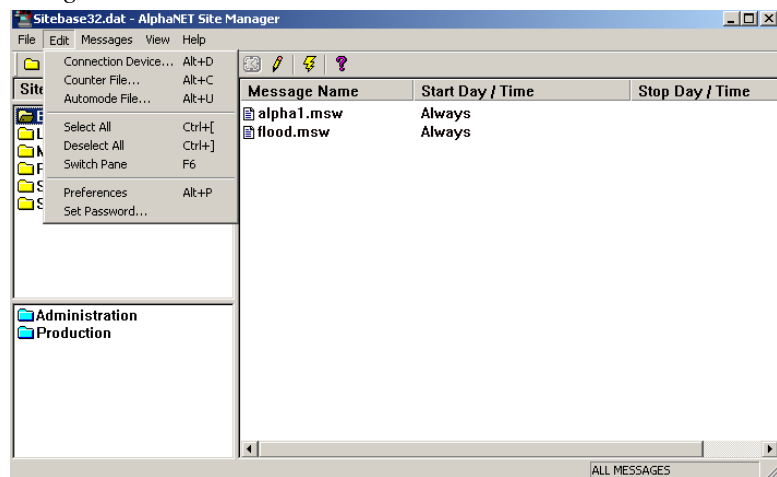 Sitebase32.dat - AlphaNET Site Manager
File Edit Messages View Help
Connection Device... Alt+D
Counter File... Alt+C
Automode File... Alt+U
Select All Ctrl+[
Deselect All Ctrl+]
Switch Pane F6
Preferences Alt+P
Set Password...
Site
Message Name Start Day / Time Stop Day / Time
alpha1.msw Always
flood.msw Always
Administration
Production
ALL MESSAGES